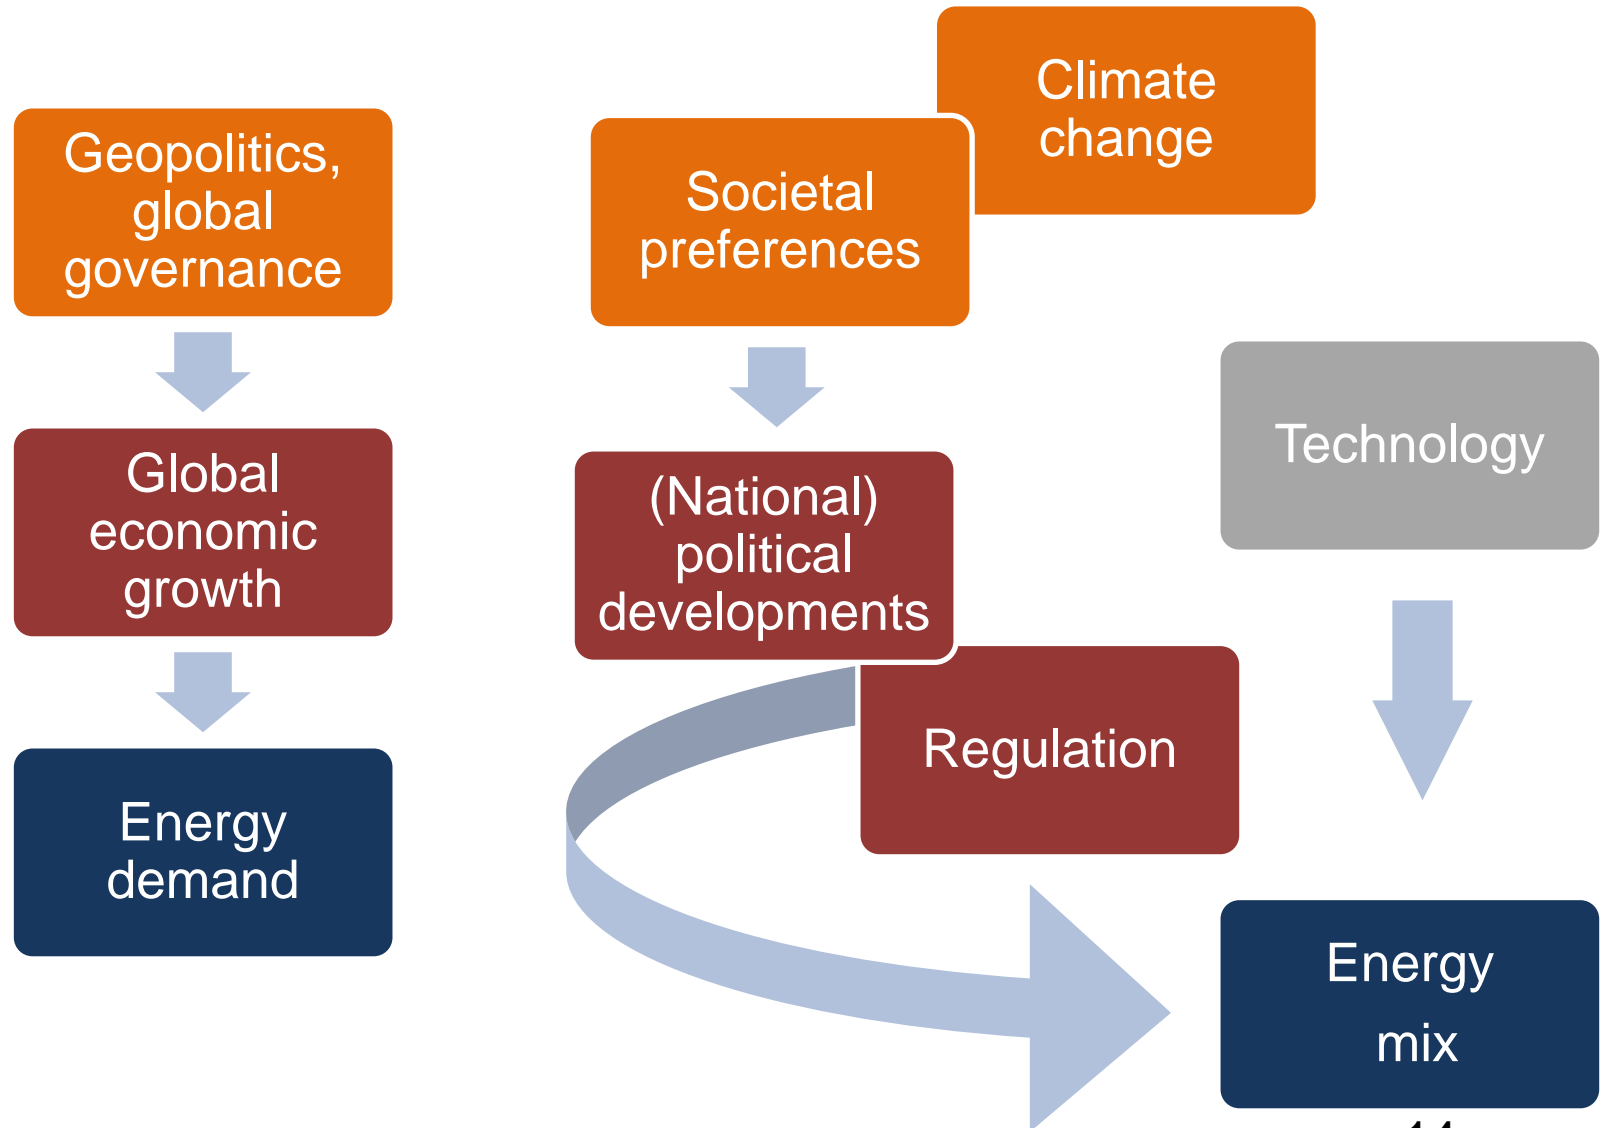 Climate
change
Geopolitics,
global
governance
Societal
preferences
Technology
Global
economic
growth
(National)
political
developments
Regulation
Energy
demand
Energy
mix